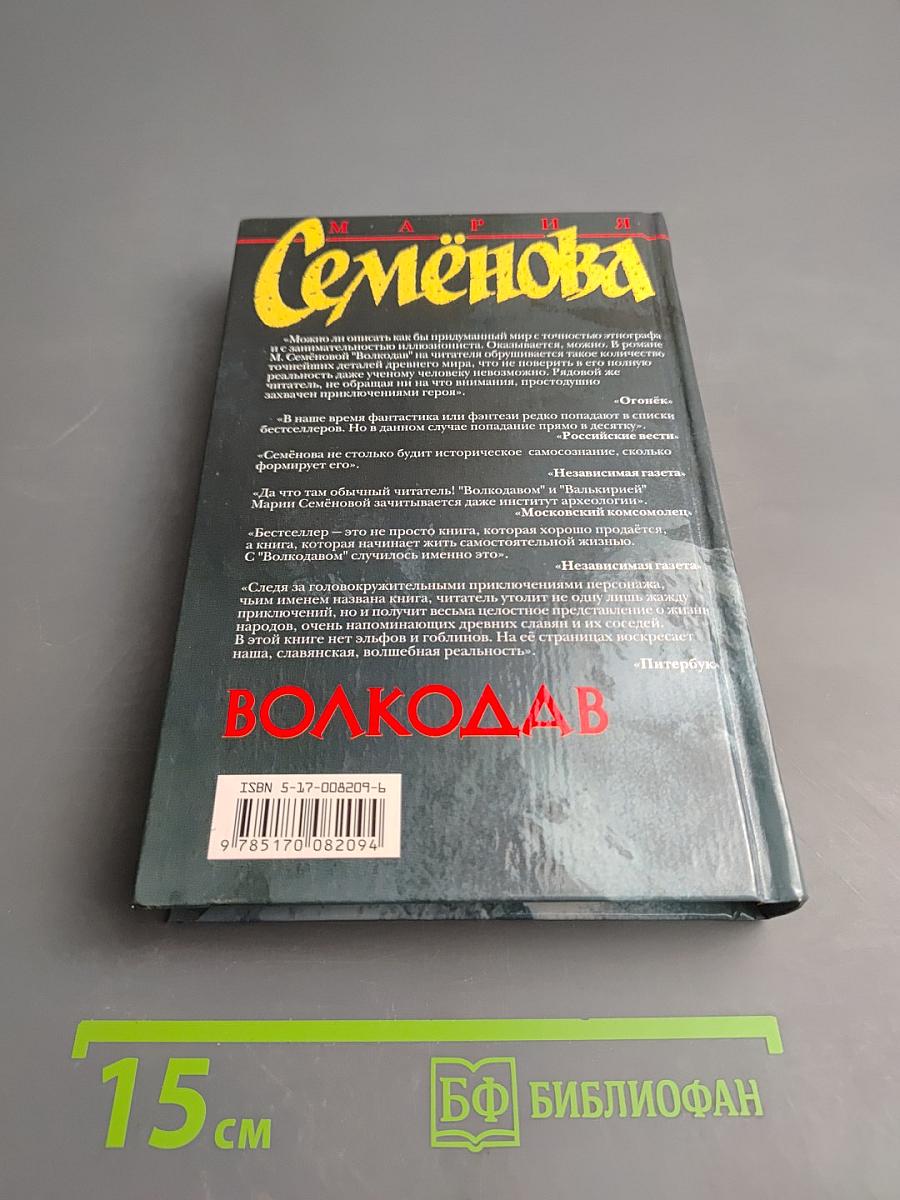 МАРИЯ
Семёнова
«Можно ли описать как бы придуманный мир с точностью этнографа
и с занимательностью иллюзиониста. Оказывается, можно. В романе
М. Семёновой "Волкодав" на читателя обрушивается такое количество
точнейших деталей древнего мира, что не поверить в его полную
реальность даже ученому человеку невозможно. Рядовой же
читатель, не обращая ни на что внимания, простодушно
захвачен приключениями героя».
«Огонёк»
«В наше время фантастика или фэнтези редко попадают в списки
бестселлеров. Но в данном случае попадание прямо в десятку».
«Российские вести»
«Семёнова не столько будит историческое самосознание, сколько
формирует его».
«Независимая газета»
«Да что там обычный читатель! "Волкодавом" и "Валькирией"
Марии Семёновой зачитывается даже институт археологии».
«Московский комсомолец»
«Бестселлер — это не просто книга, которая хорошо продаётся,
а книга, которая начинает жить самостоятельной жизнью.
С "Волкодавом" случилось именно это».
«Независимая газета»
«Следя за головокружительными приключениями персонажа,
чьим именем названа книга, читатель утолит не одну лишь жажду
приключений, но и получит весьма целостное представление о жизни
народов, очень напоминающих древних славян и их соседей.
В этой книге нет эльфов и гоблинов. На её страницах воскресает
наша, славянская, волшебная реальность».
«Питербук»
ВОЛКОДАВ
ISBN 5-17-008209-6
9 785170 082094
15 см
БФ БИБЛИОФАН